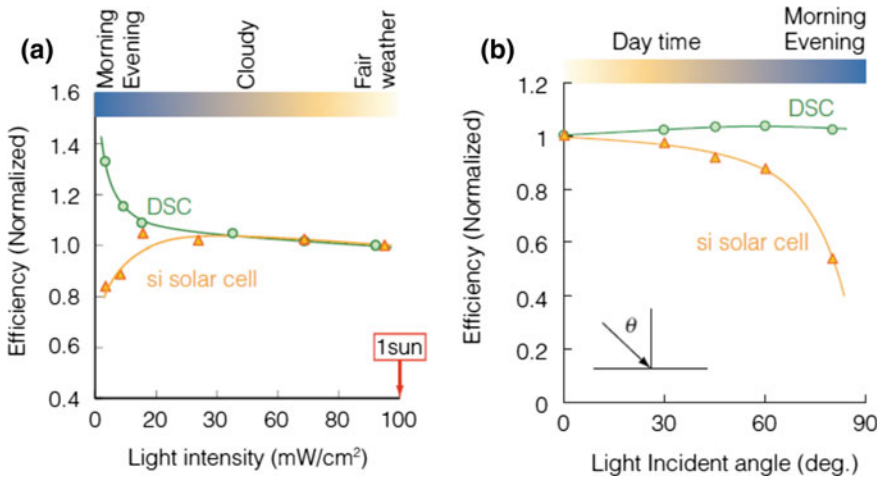 (a)
Morning
Evening
Cloudy
Fair
weather
1.6
1.4
1.2
1.0
0.8
0.6
0.4
Efficiency (Normalized)
DSC
si solar cell
1sun
0
20
40
60
80
100
Light intensity (mW/cm²)
(b)
Day time
Morning
Evening
1.2
1
0.8
0.6
0.4
0.2
0
Efficiency (Normalized)
DSC
si solar cell
θ
0
30
60
90
Light Incident angle (deg.)